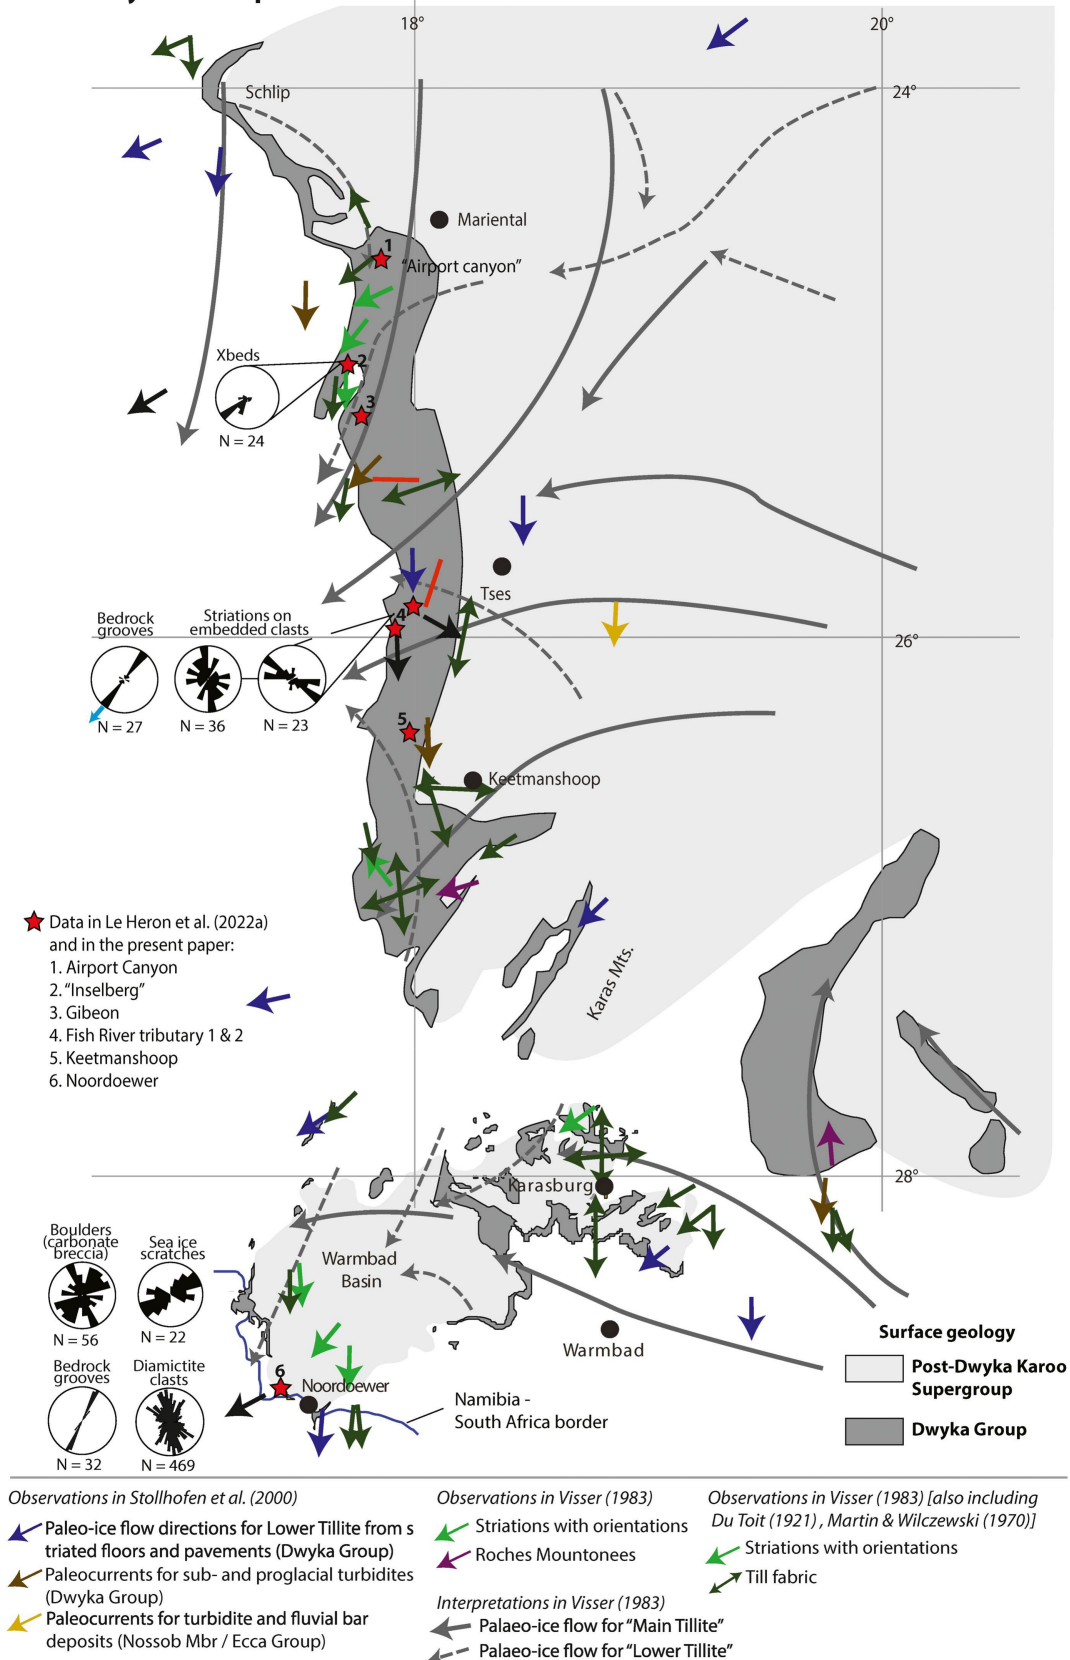 18°
20°
24°
Schlip
Mariental
1
"Airport canyon"
Xbeds
2
3
N = 24
Tses
4
26°
Bedrock
grooves
Striations on
embedded clasts
N = 27
N = 36
N = 23
5
Keetmanshoop
Data in Le Heron et al. (2022a)
and in the present paper:
1. Airport Canyon
2. "Inselberg"
3. Gibeon
4. Fish River tributary 1 & 2
5. Keetmanshoop
6. Noordoewer
Karas Mts.
28°
Karasburg
Boulders
(carbonate
breccia)
Sea ice
scratches
Warmbad
Basin
N = 56
N = 22
Warmbad
Bedrock
grooves
Diamictite
clasts
6
Noordoewer
Namibia -
South Africa border
N = 32
N = 469
Surface geology
Post-Dwyka Karoo
Supergroup
Dwyka Group
Observations in Stollhofen et al. (2000)
Paleo-ice flow directions for Lower Tillite from s
triated floors and pavements (Dwyka Group)
Paleocurrents for sub- and proglacial turbidites
(Dwyka Group)
Paleocurrents for turbidite and fluvial bar
deposits (Nossob Mbr / Ecca Group)
Observations in Visser (1983)
Striations with orientations
Roches Mountonees
Interpretations in Visser (1983)
Palaeo-ice flow for "Main Tillite"
Palaeo-ice flow for "Lower Tillite"
Observations in Visser (1983) [also including
Du Toit (1921) , Martin & Wilczewski (1970)]
Striations with orientations
Till fabric